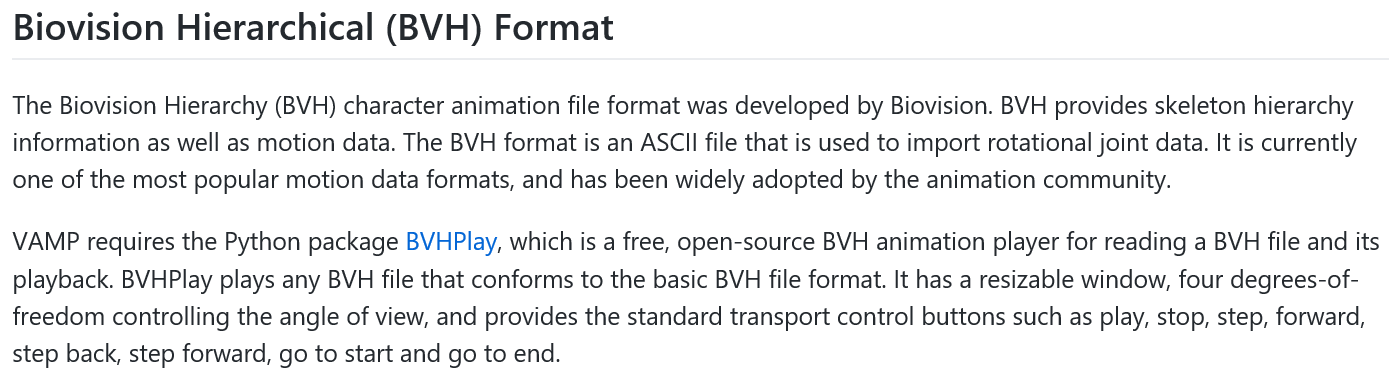 Biovision Hierarchical (BVH) Format
The Biovision Hierarchy (BVH) character animation file format was developed by Biovision. BVH provides skeleton hierarchy
information as well as motion data. The BVH format is an ASCII file that is used to import rotational joint data. It is currently
one of the most popular motion data formats, and has been widely adopted by the animation community.
VAMP requires the Python package BVHPlay, which is a free, open-source BVH animation player for reading a BVH file and its
playback. BVHPlay plays any BVH file that conforms to the basic BVH file format. It has a resizable window, four degrees-of-
freedom controlling the angle of view, and provides the standard transport control buttons such as play, stop, step, forward,
step back, step forward, go to start and go to end.